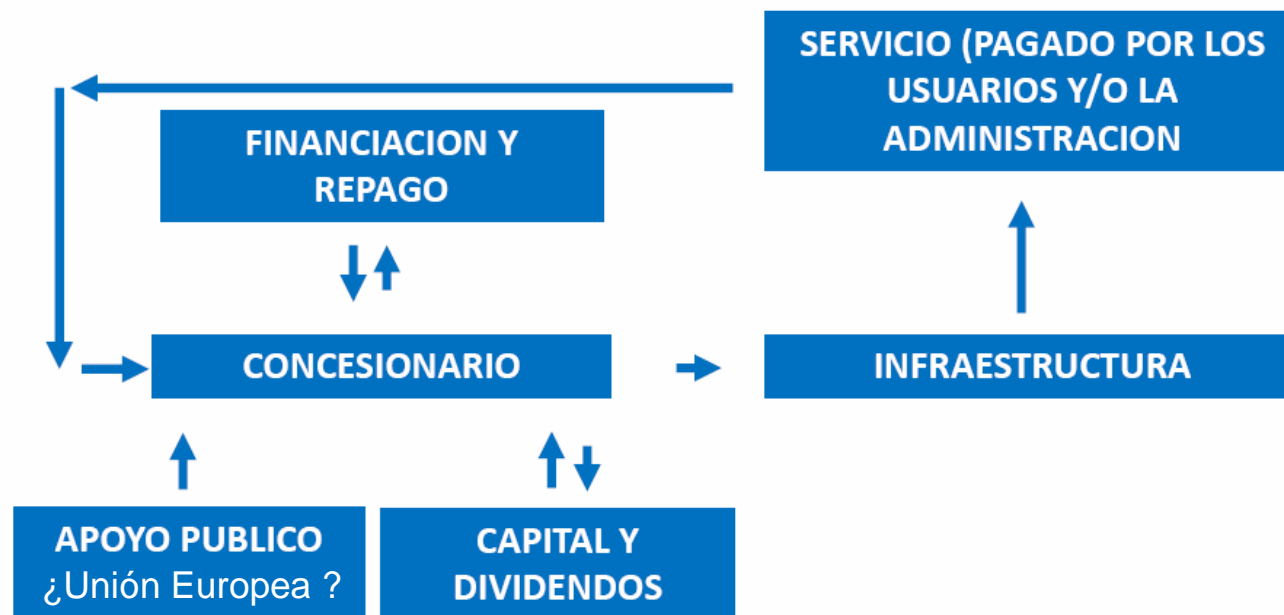 SERVICIO (PAGADO POR LOS
USUARIOS Y/O LA
ADMINISTRACION
FINANCIACION Y
REPAGO
CONCESIONARIO
INFRAESTRUCTURA
APOYO PUBLICO
¿Unión Europea ?
CAPITAL Y
DIVIDENDOS